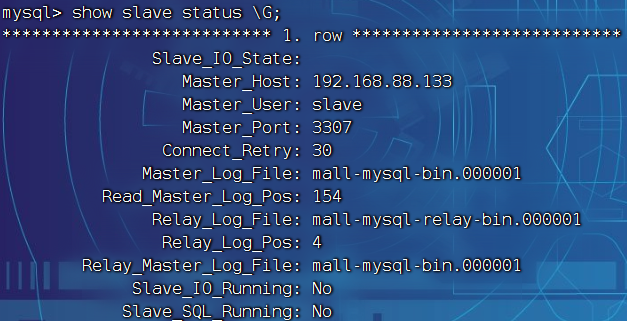 mysql> show slave status \G;
*************************** 1. row ***************************
Slave_IO_State:
Master_Host: 192.168.88.133
Master_User: slave
Master_Port: 3307
Connect_Retry: 30
Master_Log_File: mall-mysql-bin.000001
Read_Master_Log_Pos: 154
Relay_Log_File: mall-mysql-relay-bin.000001
Relay_Log_Pos: 4
Relay_Master_Log_File: mall-mysql-bin.000001
Slave_IO_Running: No
Slave_SQL_Running: No